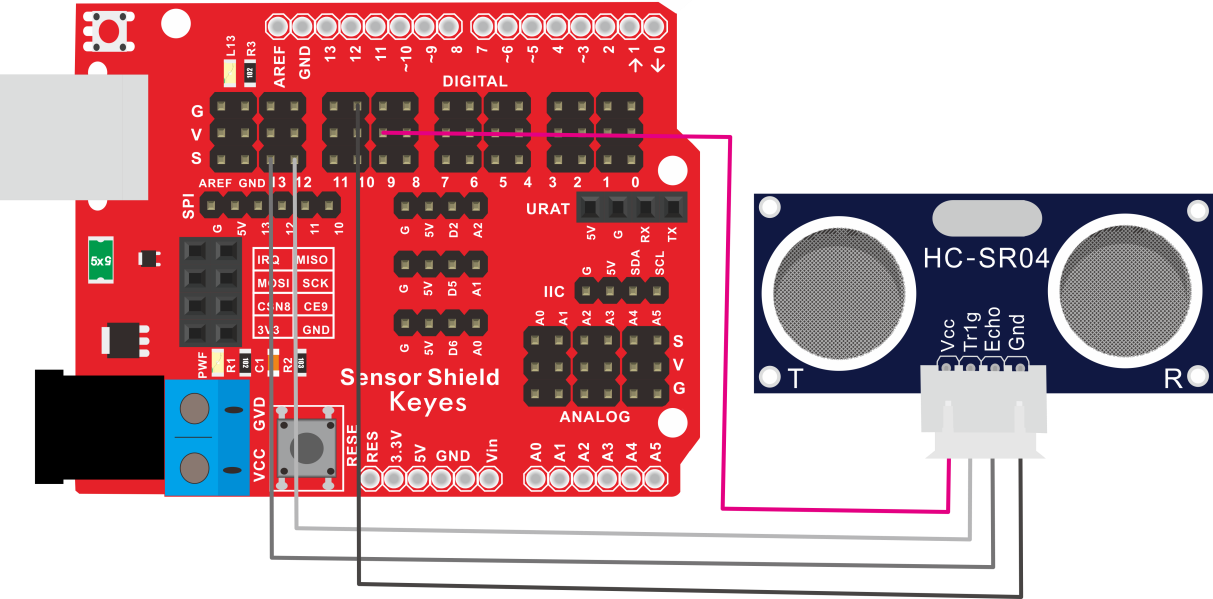 L13
R3
AREF
GND
13
12
11
~10
~9
8
7
~6
~5
4
~3
2
→1
←0
DIGITAL
G
V
S
AREF GND 13 12 11 10 9 8 7 6 5 4 3 2 1 0
SPI
G
5V
13
12
11
10
G
5V
D2
A2
URAT
5V
G
RX
TX
5x5
IRQ MISO
MOSI SCK
CSN8 CE9
3V3 GND
G
5V
D5
A1
IIC
G
5V
SDA
SCL
G
5V
D6
A0
A0
A1
A2
A3
A4
A5
S
V
G
PWF
R1
102
C1
R2
103
102
Sensor Shield
Keyes
ANALOG
GVD
VCC
RESE
RES
3.3V
5V
GND
Vin
A0
A1
A2
A3
A4
A5
HC-SR04
Vcc
Tr1g
Echo
Gnd
T
R